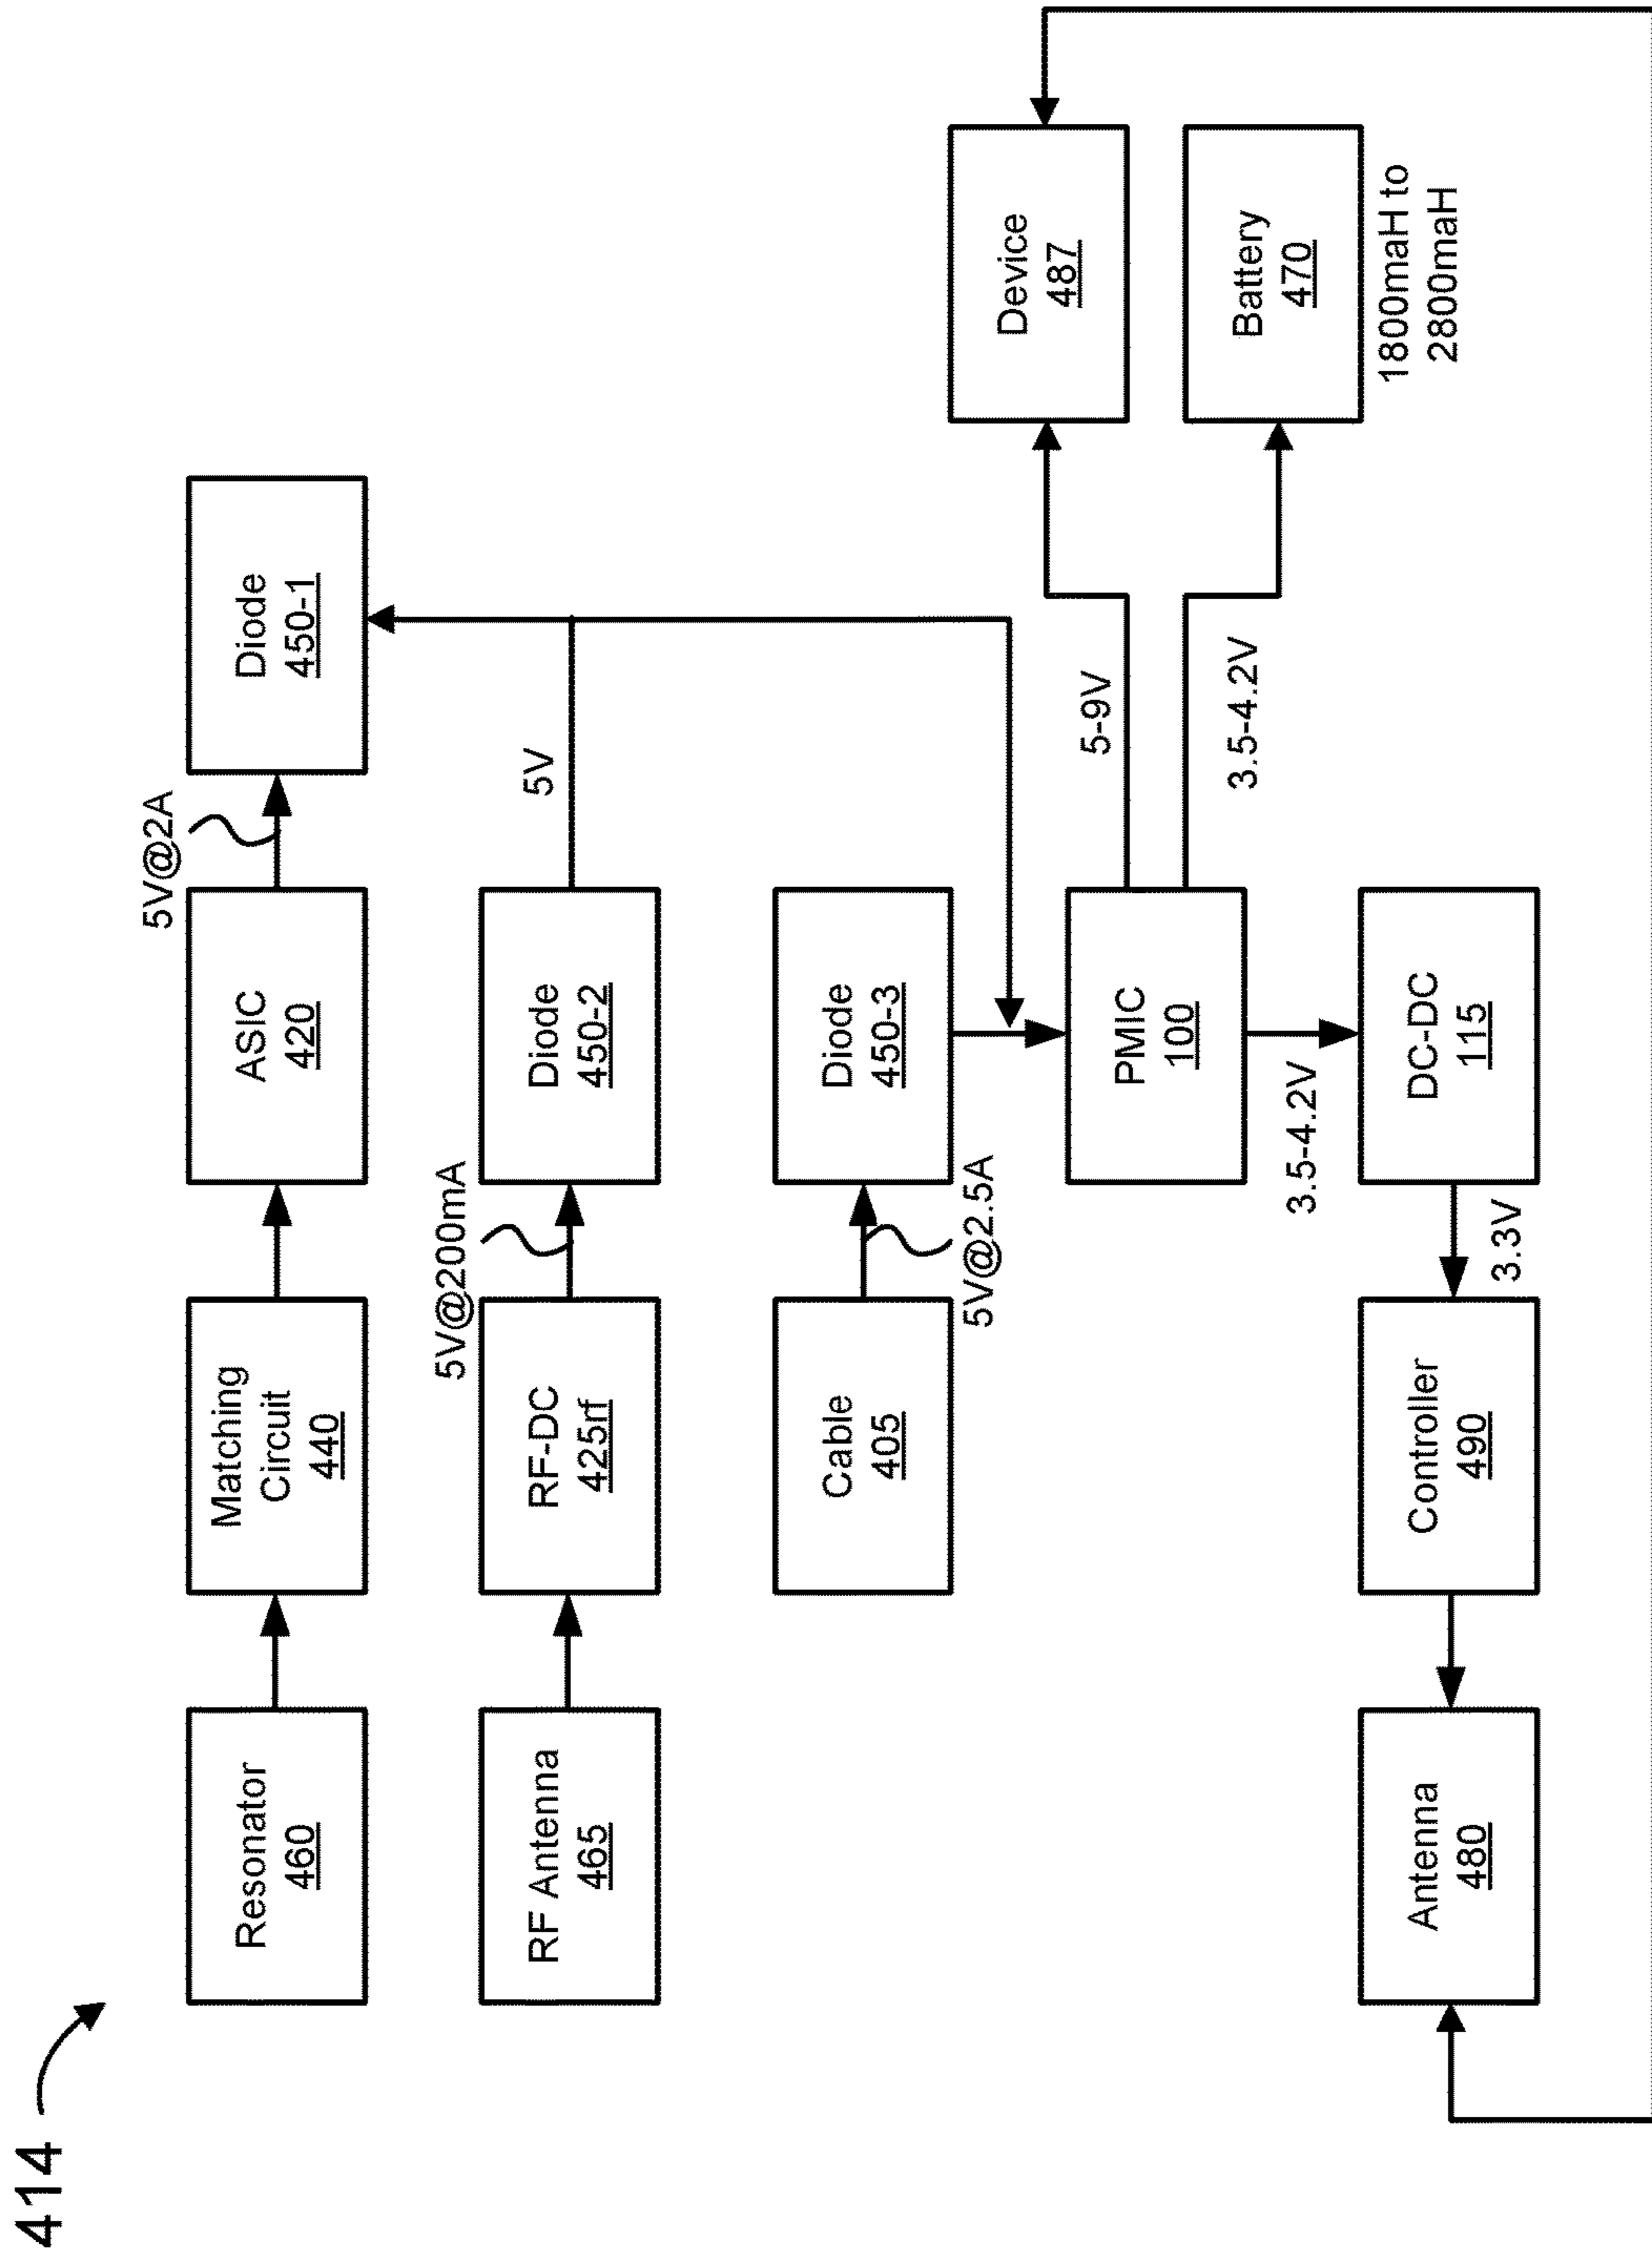 414
Resonator
460
Matching
Circuit
440
ASIC
420
5V@2A
Diode
450-1
RF Antenna
465
RF-DC
425rf
5V@200mA
Diode
450-2
5V
Cable
405
5V@2.5A
Diode
450-3
PMIC
100
5-9V
3.5-4.2V
Device
487
Battery
470
1800maH to
2800maH
3.5-4.2V
DC-DC
115
3.3V
Controller
490
Antenna
480